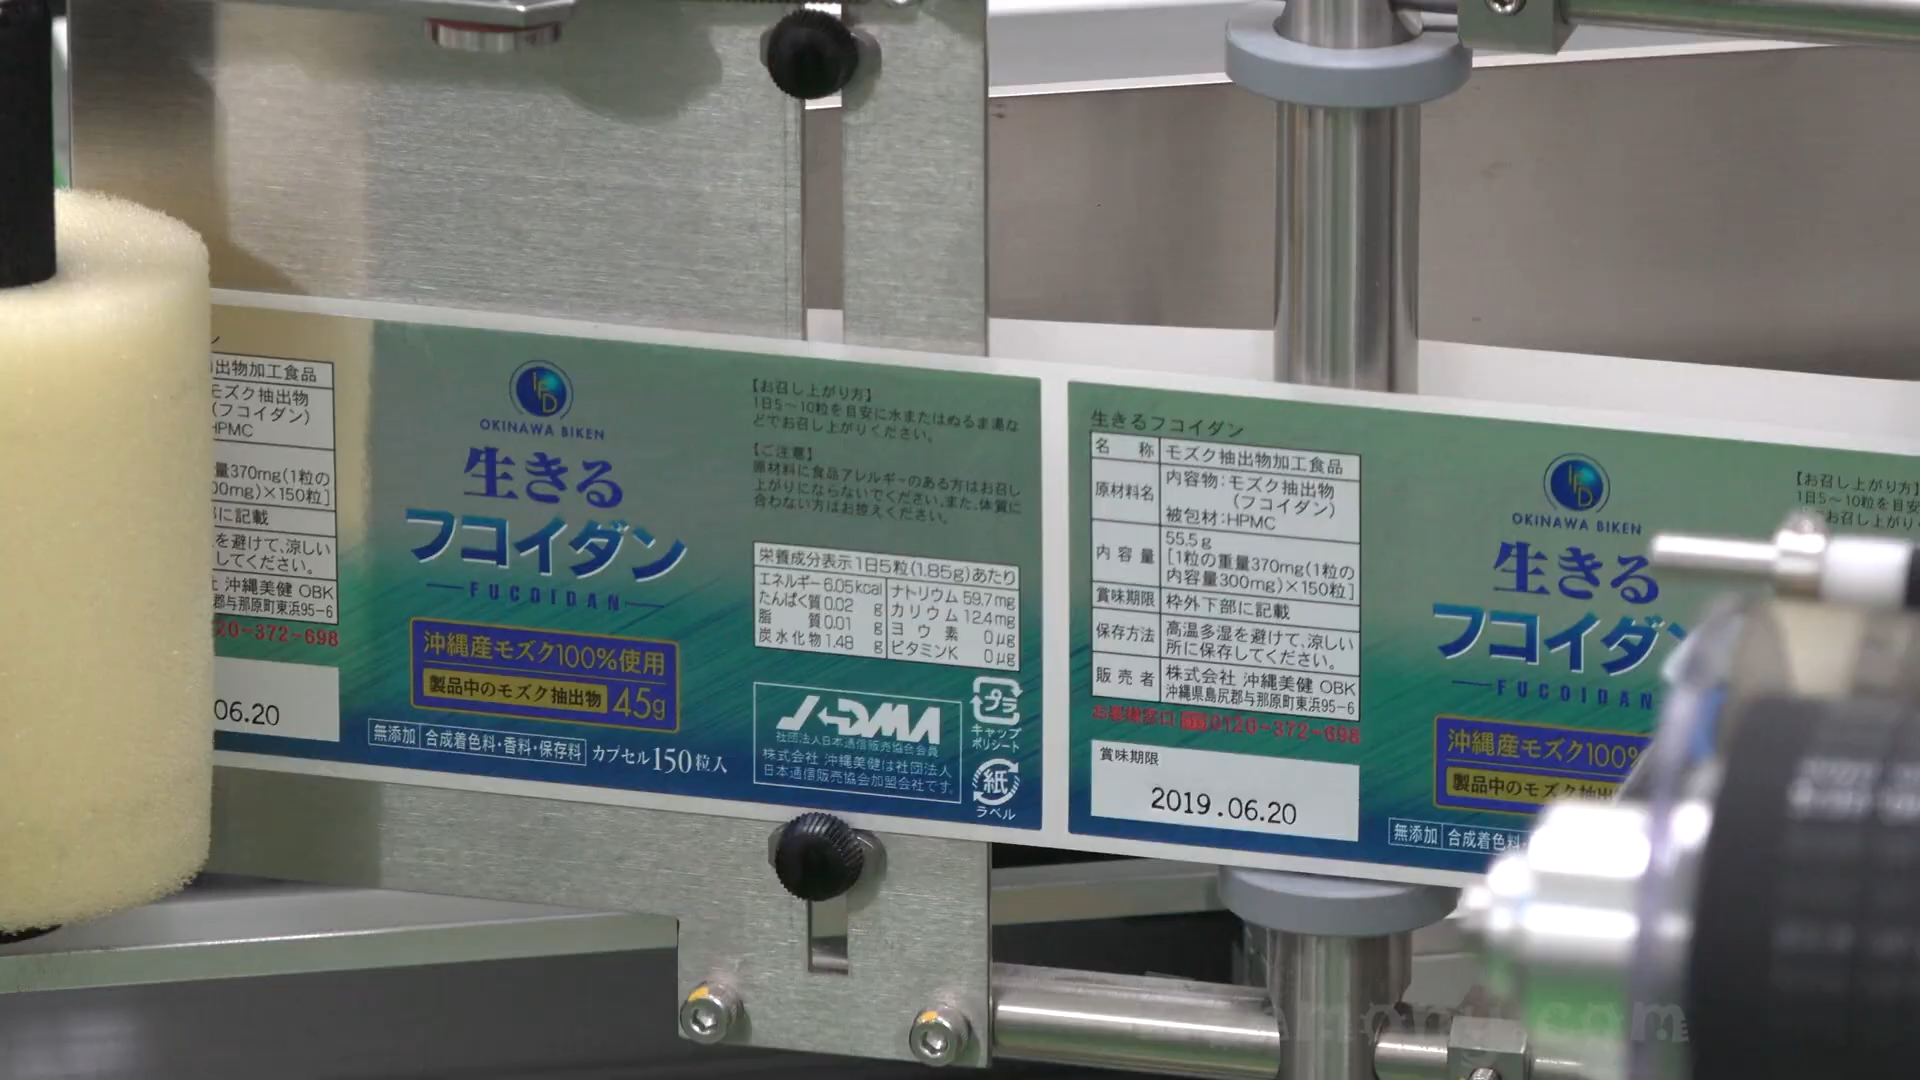 出物加工食品
モズク抽出物
(フコイダン)
HPMC
量370mg(1粒の
00mg)×150粒]
に記載
を避けて、涼しい
してください。
沖縄美健 OBK
郡与那原町東浜95-6
20-372-698
06.20
OKINAWA BIKEN
生きる
フコイダン
FUCOIDAN
沖縄産モズク100%使用
製品中のモズク抽出物 45g
無添加 合成着色料・香料・保存料 カプセル150粒入
【お召し上がり方】
1日5〜10粒を目安に水またはぬるま湯な
どでお召し上がりください。
【ご注意】
原材料に食品アレルギーのある方はお召し
上がりにならないでください。また、体質に
合わない方はお控えください。
栄養成分表示1日5粒(1.85g)あたり
エネルギー 6.05kcal ナトリウム 59.7mg
たんぱく質 0.02 g カリウム 12.4mg
脂 質 0.01 g ヨウ素 0μg
炭水化物 1.48 g ビタミンK 0μg
JADMA
社団法人日本通信販売協会会員
株式会社 沖縄美健は社団法人
日本通信販売協会加盟会社です。
プラ
キャップ
ポリシート
紙
ラベル
生きるフコイダン
名 称 モズク抽出物加工食品
原材料名 内容物:モズク抽出物
(フコイダン)
被包材:HPMC
内容量 55.5g
[1粒の重量370mg(1粒の
内容量300mg)×150粒]
賞味期限 枠外下部に記載
保存方法 高温多湿を避けて、涼しい
所に保存してください。
販売者 株式会社 沖縄美健 OBK
沖縄県島尻郡与那原町東浜95-6
お客様窓口 0120-372-698
賞味期限
2019.06.20
OKINAWA BIKEN
生きる
フコイダン
FUCOIDAN
沖縄産モズク100%
製品中のモズク抽出
無添加 合成着色料
【お召し上がり方】
1日5〜10粒を目安
お召し上がり